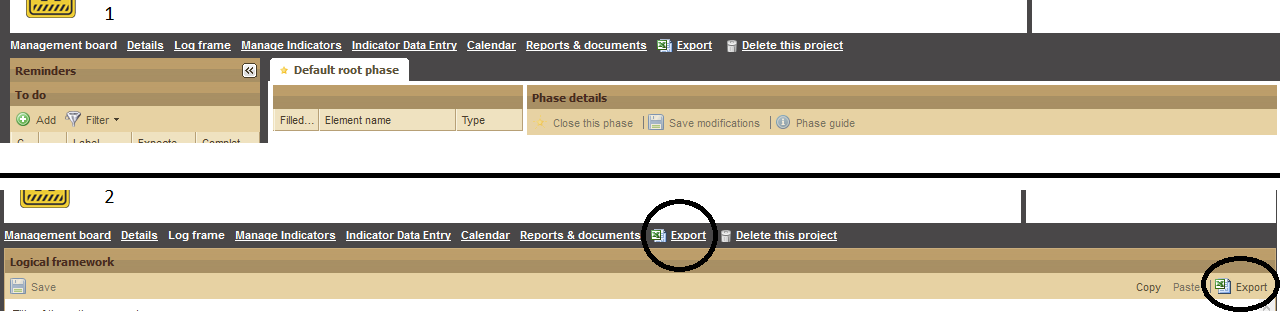 1
Management board Details Log frame Manage Indicators Indicator Data Entry Calendar Reports & documents Export Delete this project
Reminders
Default root phase
To do
Phase details
Add Filter
Filled... Element name Type
Close this phase Save modifications Phase guide
C... Label Expecte... Complet...
2
Management board Details Log frame Manage Indicators Indicator Data Entry Calendar Reports & documents Export Delete this project
Logical framework
Save Copy Paste Export